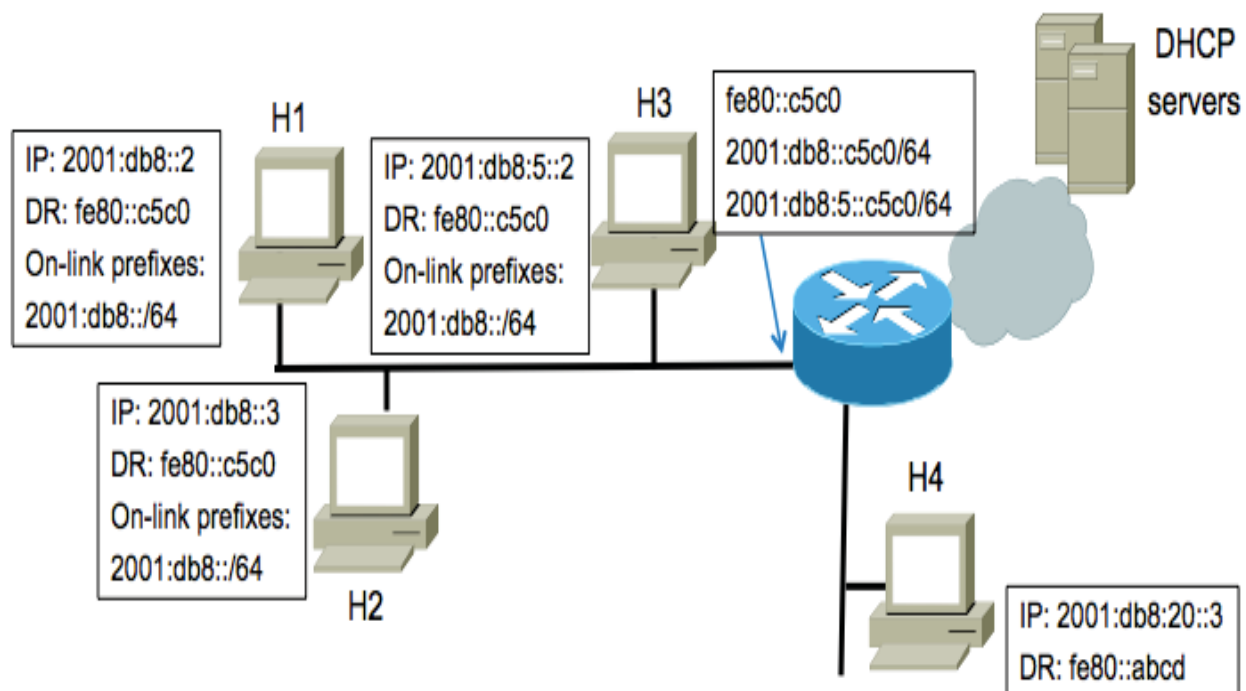 DHCP
servers
H1
IP: 2001:db8::2
DR: fe80::c5c0
On-link prefixes:
2001:db8::/64
H3
IP: 2001:db8:5::2
DR: fe80::c5c0
On-link prefixes:
2001:db8::/64
fe80::c5c0
2001:db8::c5c0/64
2001:db8:5::c5c0/64
IP: 2001:db8::3
DR: fe80::c5c0
On-link prefixes:
2001:db8::/64
H2
H4
IP: 2001:db8:20::3
DR: fe80::abcd